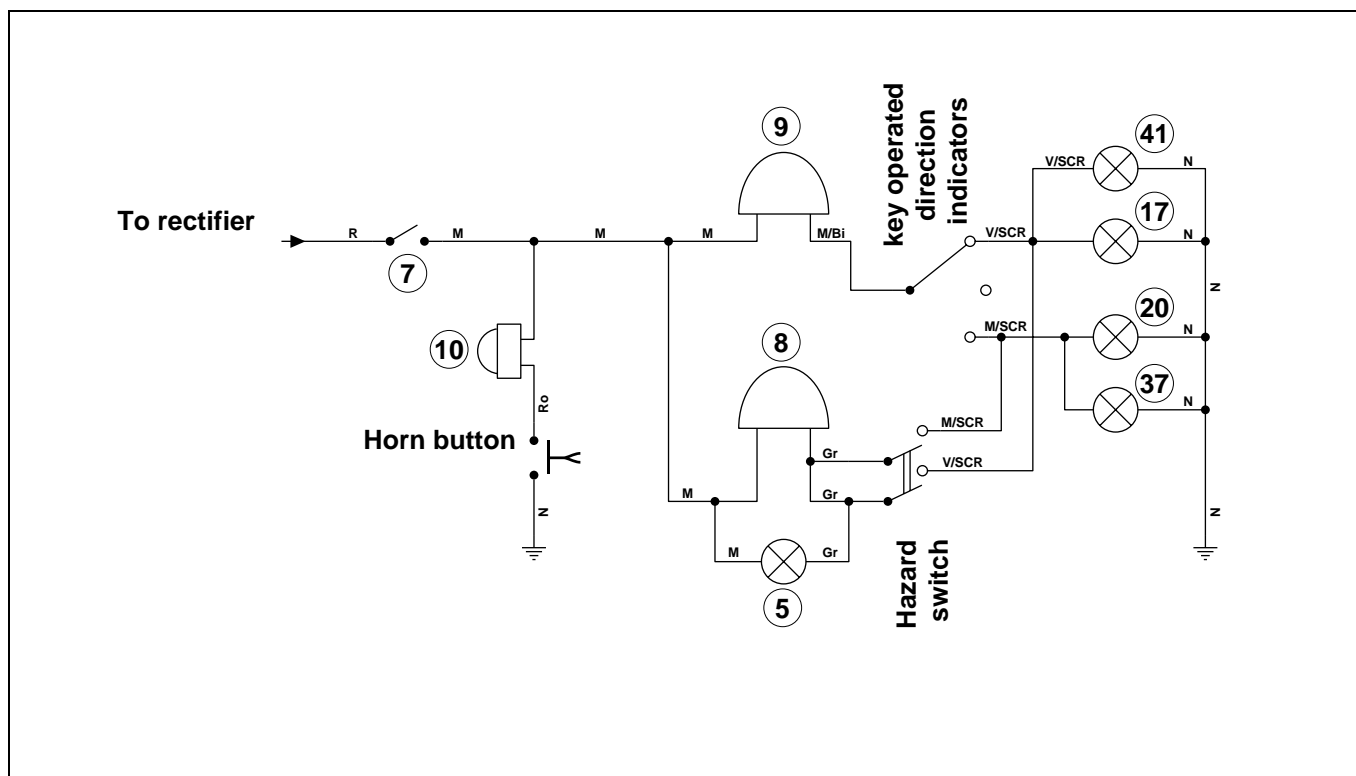 key operated
direction
indicators
9
41
V/SCR
N
To rectifier
R
M
M
M
M/Bi
V/SCR
17
N
7
N
20
M/SCR
N
10
8
37
N
Ro
Horn button
M/SCR
Gr
V/SCR
M
Gr
N
N
M
Gr
5
Hazard
switch